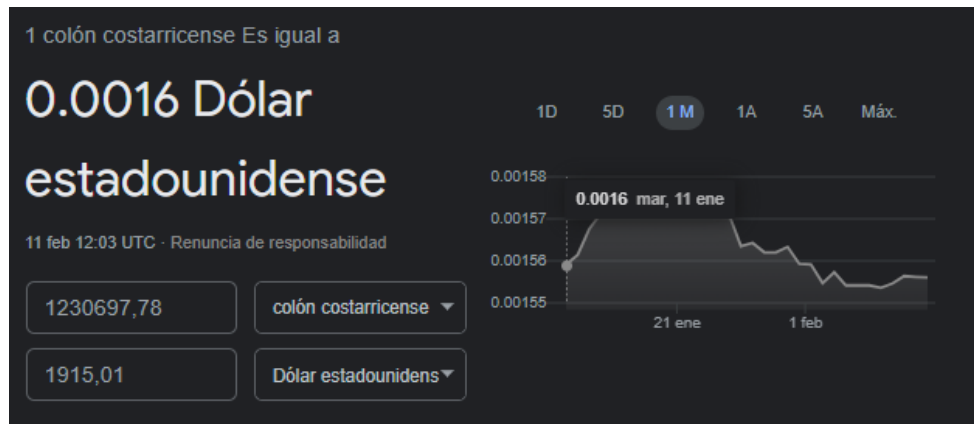 1 colón costarricense Es igual a
0.0016 Dólar
estadounidense
11 feb 12:03 UTC · Renuncia de responsabilidad
1230697,78
colón costarricense
1915,01
Dólar estadounidens
1D 5D 1 M 1A 5A Máx.
0.00158
0.0016 mar, 11 ene
0.00157
0.00156
0.00155
21 ene 1 feb